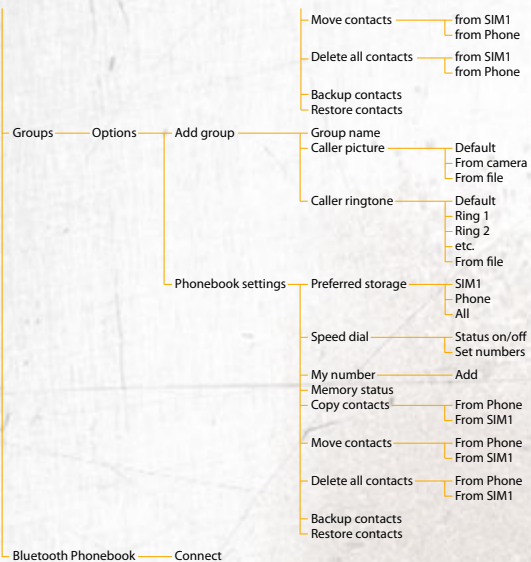 Move contacts from SIM1
from Phone
Delete all contacts from SIM1
from Phone
Backup contacts
Restore contacts
Groups Options Add group Group name
Caller picture Default
From camera
From file
Caller ringtone Default
Ring 1
Ring 2
etc.
From file
Phonebook settings Preferred storage SIM1
Phone
All
Speed dial Status on/off
Set numbers
My number Add
Memory status
Copy contacts From Phone
From SIM1
Move contacts From Phone
From SIM1
Delete all contacts From Phone
From SIM1
Backup contacts
Restore contacts
Bluetooth Phonebook Connect